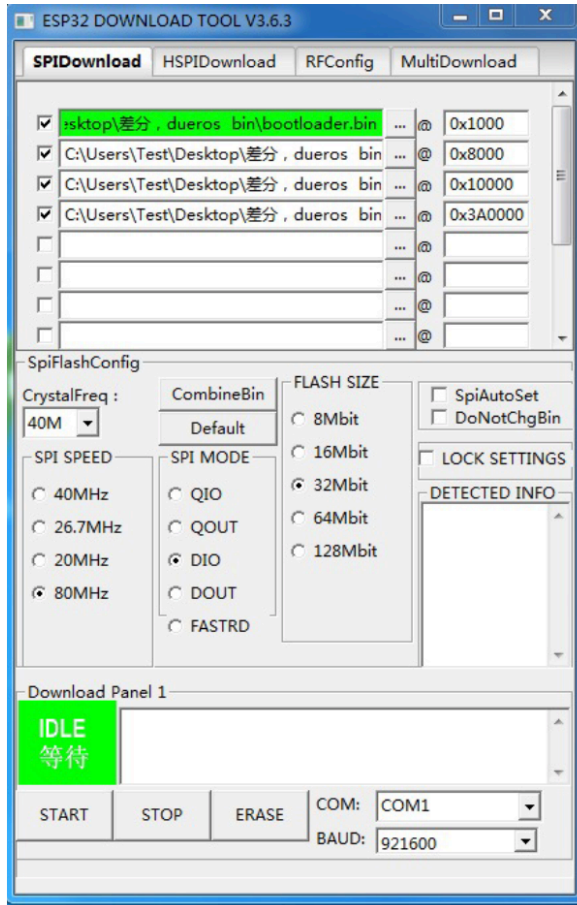 ESP32 DOWNLOAD TOOL V3.6.3
SPIDownload HSPIDownload RFConfig MultiDownload
esktop\差分，dueros bin\bootloader.bin ... @ 0x1000
C:\Users\Test\Desktop\差分，dueros bin ... @ 0x8000
C:\Users\Test\Desktop\差分，dueros bin ... @ 0x10000
C:\Users\Test\Desktop\差分，dueros bin ... @ 0x3A0000
... @
... @
... @
... @
SpiFlashConfig
CrystalFreq :
40M
CombineBin
Default
SPI SPEED
40MHz
26.7MHz
20MHz
80MHz
SPI MODE
QIO
QOUT
DIO
DOUT
FASTRD
FLASH SIZE
8Mbit
16Mbit
32Mbit
64Mbit
128Mbit
SpiAutoSet
DoNotChgBin
LOCK SETTINGS
DETECTED INFO
Download Panel 1
IDLE
等待
START STOP ERASE
COM: COM1
BAUD: 921600